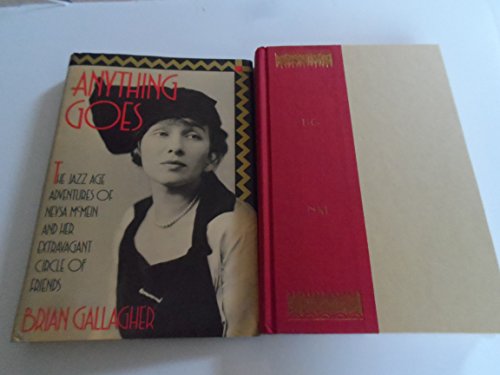 ANYTHING
GOES
THE JAZZ AGE
ADVENTURES OF
NEYSA MCMEIN
AND HER
EXTRAVAGANT
CIRCLE OF
FRIENDS
BRIAN GALLAGHER